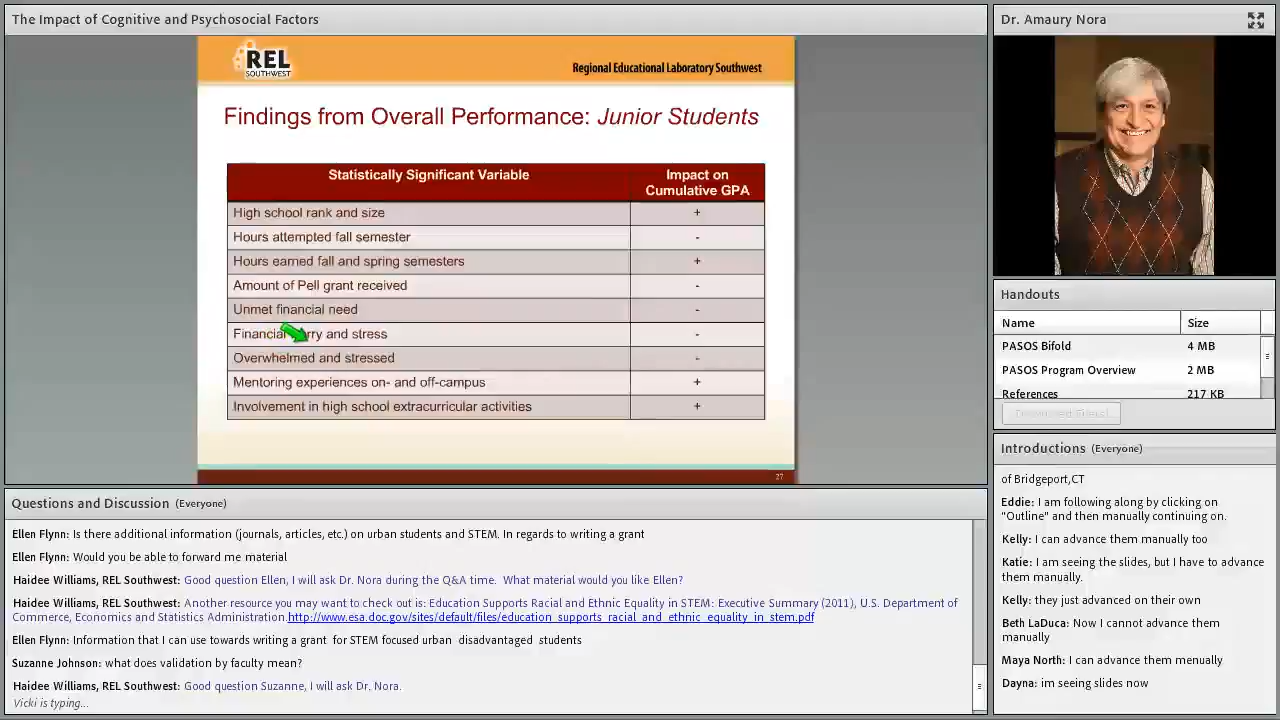 The Impact of Cognitive and Psychosocial Factors
REL
SOUTHWEST
Regional Educational Laboratory Southwest
Findings from Overall Performance: Junior Students
Statistically Significant Variable
Impact on
Cumulative GPA
High school rank and size +
Hours attempted fall semester -
Hours earned fall and spring semesters +
Amount of Pell grant received -
Unmet financial need -
Financial and stress -
Overwhelmed and stressed -
Mentoring experiences on- and off-campus +
Involvement in high school extracurricular activities +
27
Questions and Discussion (Everyone)
Ellen Flynn: Is there additional information (journals, articles, etc.) on urban students and STEM. In regards to writing a grant
Ellen Flynn: Would you be able to forward me material
Haidee Williams, REL Southwest: Good question Ellen, I will ask Dr. Nora during the Q&A time. What material would you like Ellen?
Haidee Williams, REL Southwest: Another resource you may want to check out is: Education Supports Racial and Ethnic Equality in STEM: Executive Summary (2011), U.S. Department of
Commerce, Economics and Statistics Administration.http://www.esa.doc.gov/sites/default/files/education_supports_racial_and_ethnic_equality_in_stem.pdf
Ellen Flynn: Information that I can use towards writing a grant for STEM focused urban disadvantaged students
Suzanne Johnson: what does validation by faculty mean?
Haidee Williams, REL Southwest: Good question Suzanne, I will ask Dr. Nora.
Vicki is typing...
Dr. Amaury Nora
Handouts
Name Size
PASOS Bifold 4 MB
PASOS Program Overview 2 MB
References 217 KB
Introductions (Everyone)
of Bridgeport,CT
Eddie: I am following along by clicking on
"Outline" and then manually continuing on.
Kelly: I can advance them manually too
Katie: I am seeing the slides, but I have to advance
them manually.
Kelly: they just advanced on their own
Beth LaDuca: Now I cannot advance them
manually
Maya North: I can advance them menually
Dayna: im seeing slides now